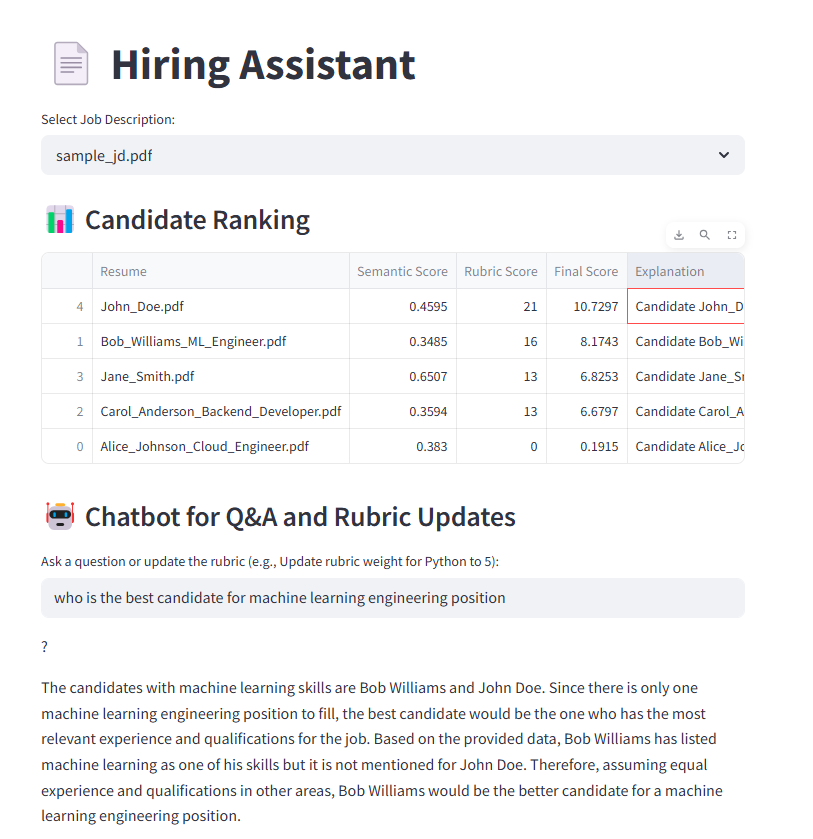 Hiring Assistant
Select Job Description:
sample_jd.pdf
Candidate Ranking
Resume Semantic Score Rubric Score Final Score Explanation
4 John_Doe.pdf 0.4595 21 10.7297 Candidate John_D
1 Bob_Williams_ML_Engineer.pdf 0.3485 16 8.1743 Candidate Bob_Wi
3 Jane_Smith.pdf 0.6507 13 6.8253 Candidate Jane_Sr
2 Carol_Anderson_Backend_Developer.pdf 0.3594 13 6.6797 Candidate Carol_A
0 Alice_Johnson_Cloud_Engineer.pdf 0.383 0 0.1915 Candidate Alice_Jo
Chatbot for Q&A and Rubric Updates
Ask a question or update the rubric (e.g., Update rubric weight for Python to 5):
who is the best candidate for machine learning engineering position
?
The candidates with machine learning skills are Bob Williams and John Doe. Since there is only one
machine learning engineering position to fill, the best candidate would be the one who has the most
relevant experience and qualifications for the job. Based on the provided data, Bob Williams has listed
machine learning as one of his skills but it is not mentioned for John Doe. Therefore, assuming equal
experience and qualifications in other areas, Bob Williams would be the better candidate for a machine
learning engineering position.